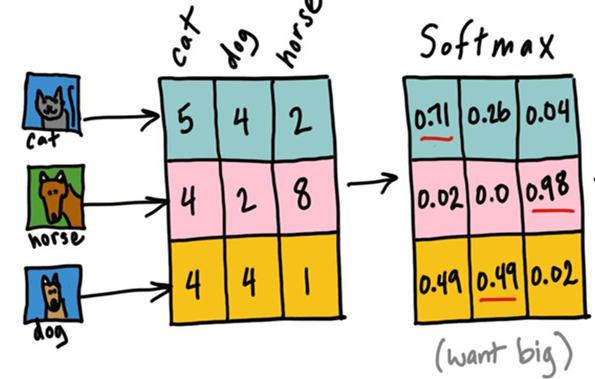 cat dog horse
Softmax
cat
5 4 2
0.71 0.26 0.04
horse
4 2 8
0.02 0.0 0.98
dog
4 4 1
0.49 0.49 0.02
(want big)